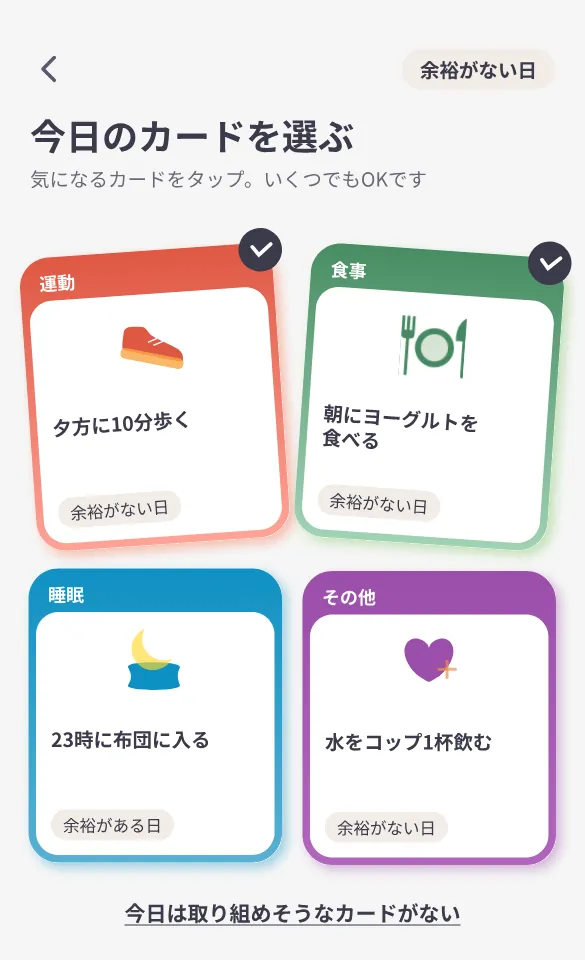 余裕がない日
今日のカードを選ぶ
気になるカードをタップ。いくつでもOKです
運動
夕方に10分歩く
余裕がない日
食事
朝にヨーグルトを
食べる
余裕がない日
睡眠
23時に布団に入る
余裕がある日
その他
水をコップ1杯飲む
余裕がない日
今日は取り組めそうなカードがない